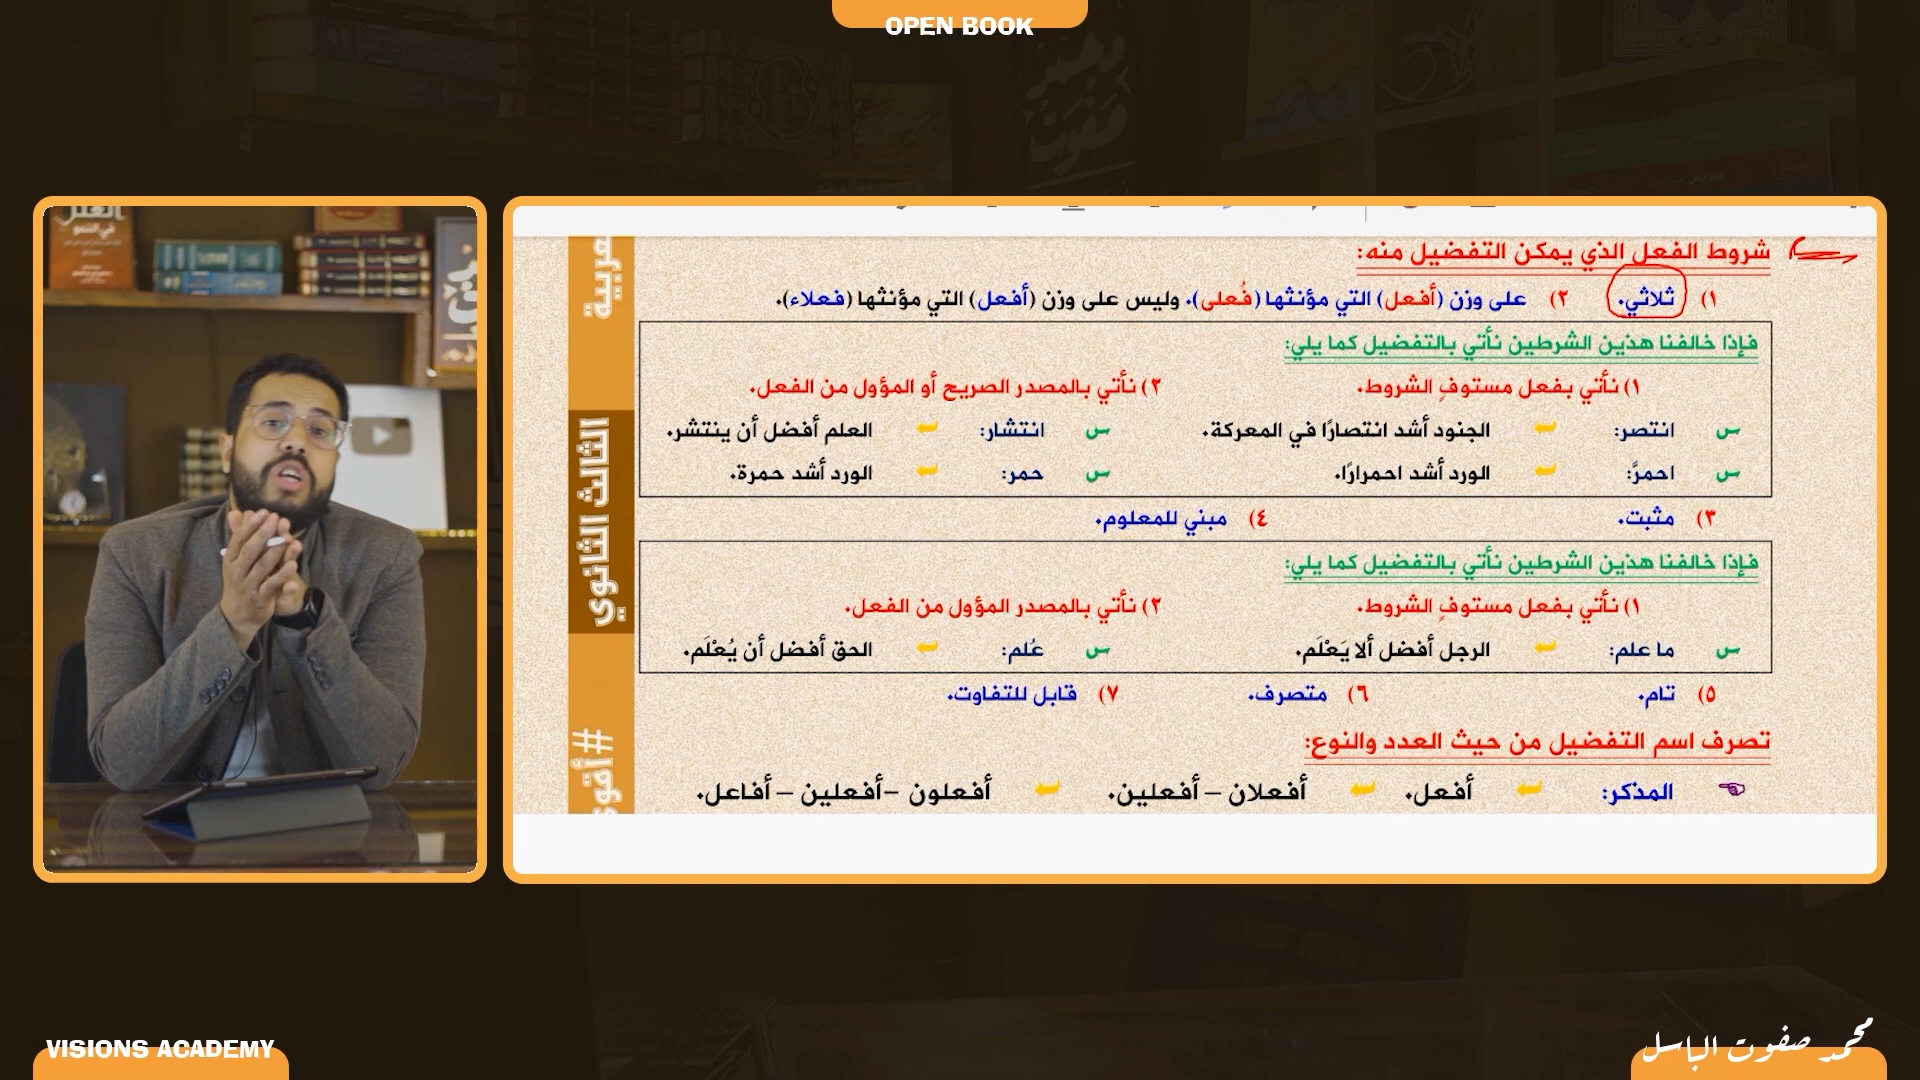 OPEN BOOK
شروط الفعل الذي يمكن التفضيل منه:
١) ثلاثي. ٢) على وزن (أفعل) التي مؤنثها (فُعلى). وليس على وزن (أفعل) التي مؤنثها (فعلاء).
فإذا خالفنا هذين الشرطين نأتي بالتفضيل كما يلي:
١) نأتي بفعل مستوفٍ الشروط. ٢) نأتي بالمصدر الصريح أو المؤول من الفعل.
س انتصر: الجنود أشد انتصارًا في المعركة. س انتشار: العلم أفضل أن ينتشر.
س احمرَّ: الورد أشد احمرارًا. س حمر: الورد أشد حمرة.
٣) مثبت. ٤) مبني للمعلوم.
فإذا خالفنا هذين الشرطين نأتي بالتفضيل كما يلي:
١) نأتي بفعل مستوفٍ الشروط. ٢) نأتي بالمصدر المؤول من الفعل.
س ما علم: الرجل أفضل ألا يَعْلَم. س عُلم: الحق أفضل أن يُعْلَم.
٥) تام. ٦) متصرف. ٧) قابل للتفاوت.
تصرف اسم التفضيل من حيث العدد والنوع:
المذكر: أفعل. أفعلان – أفعلين. أفعلون –أفعلين – أفاعل.
الثالث الثانوي
VISIONS ACADEMY
محمد صفوت الباسل